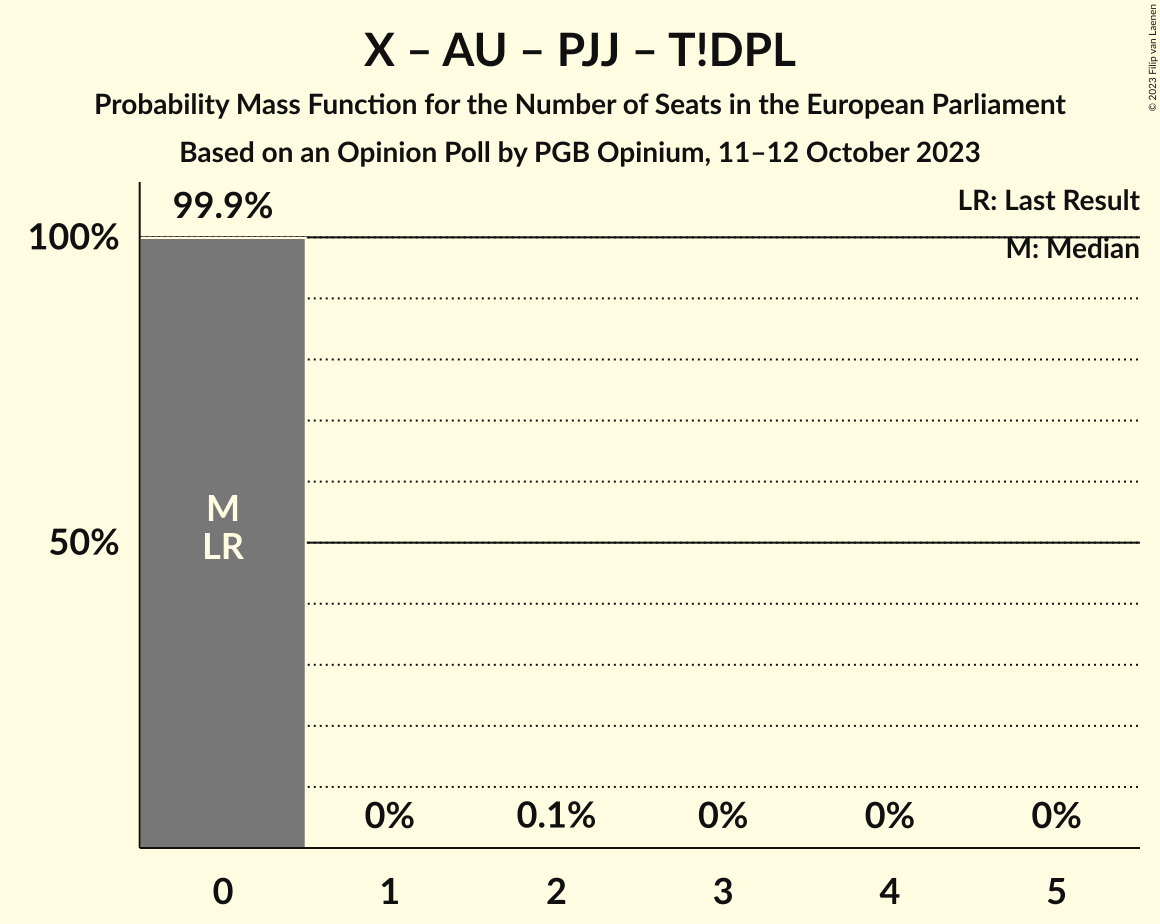 X – AU – PJJ – T!DPL
Probability Mass Function for the Number of Seats in the European Parliament
Based on an Opinion Poll by PGB Opinium, 11–12 October 2023
© 2023 Filip van Laenen
LR: Last Result
M: Median
99.9%
100%
50%
M
LR
0% 0.1% 0% 0% 0%
0 1 2 3 4 5